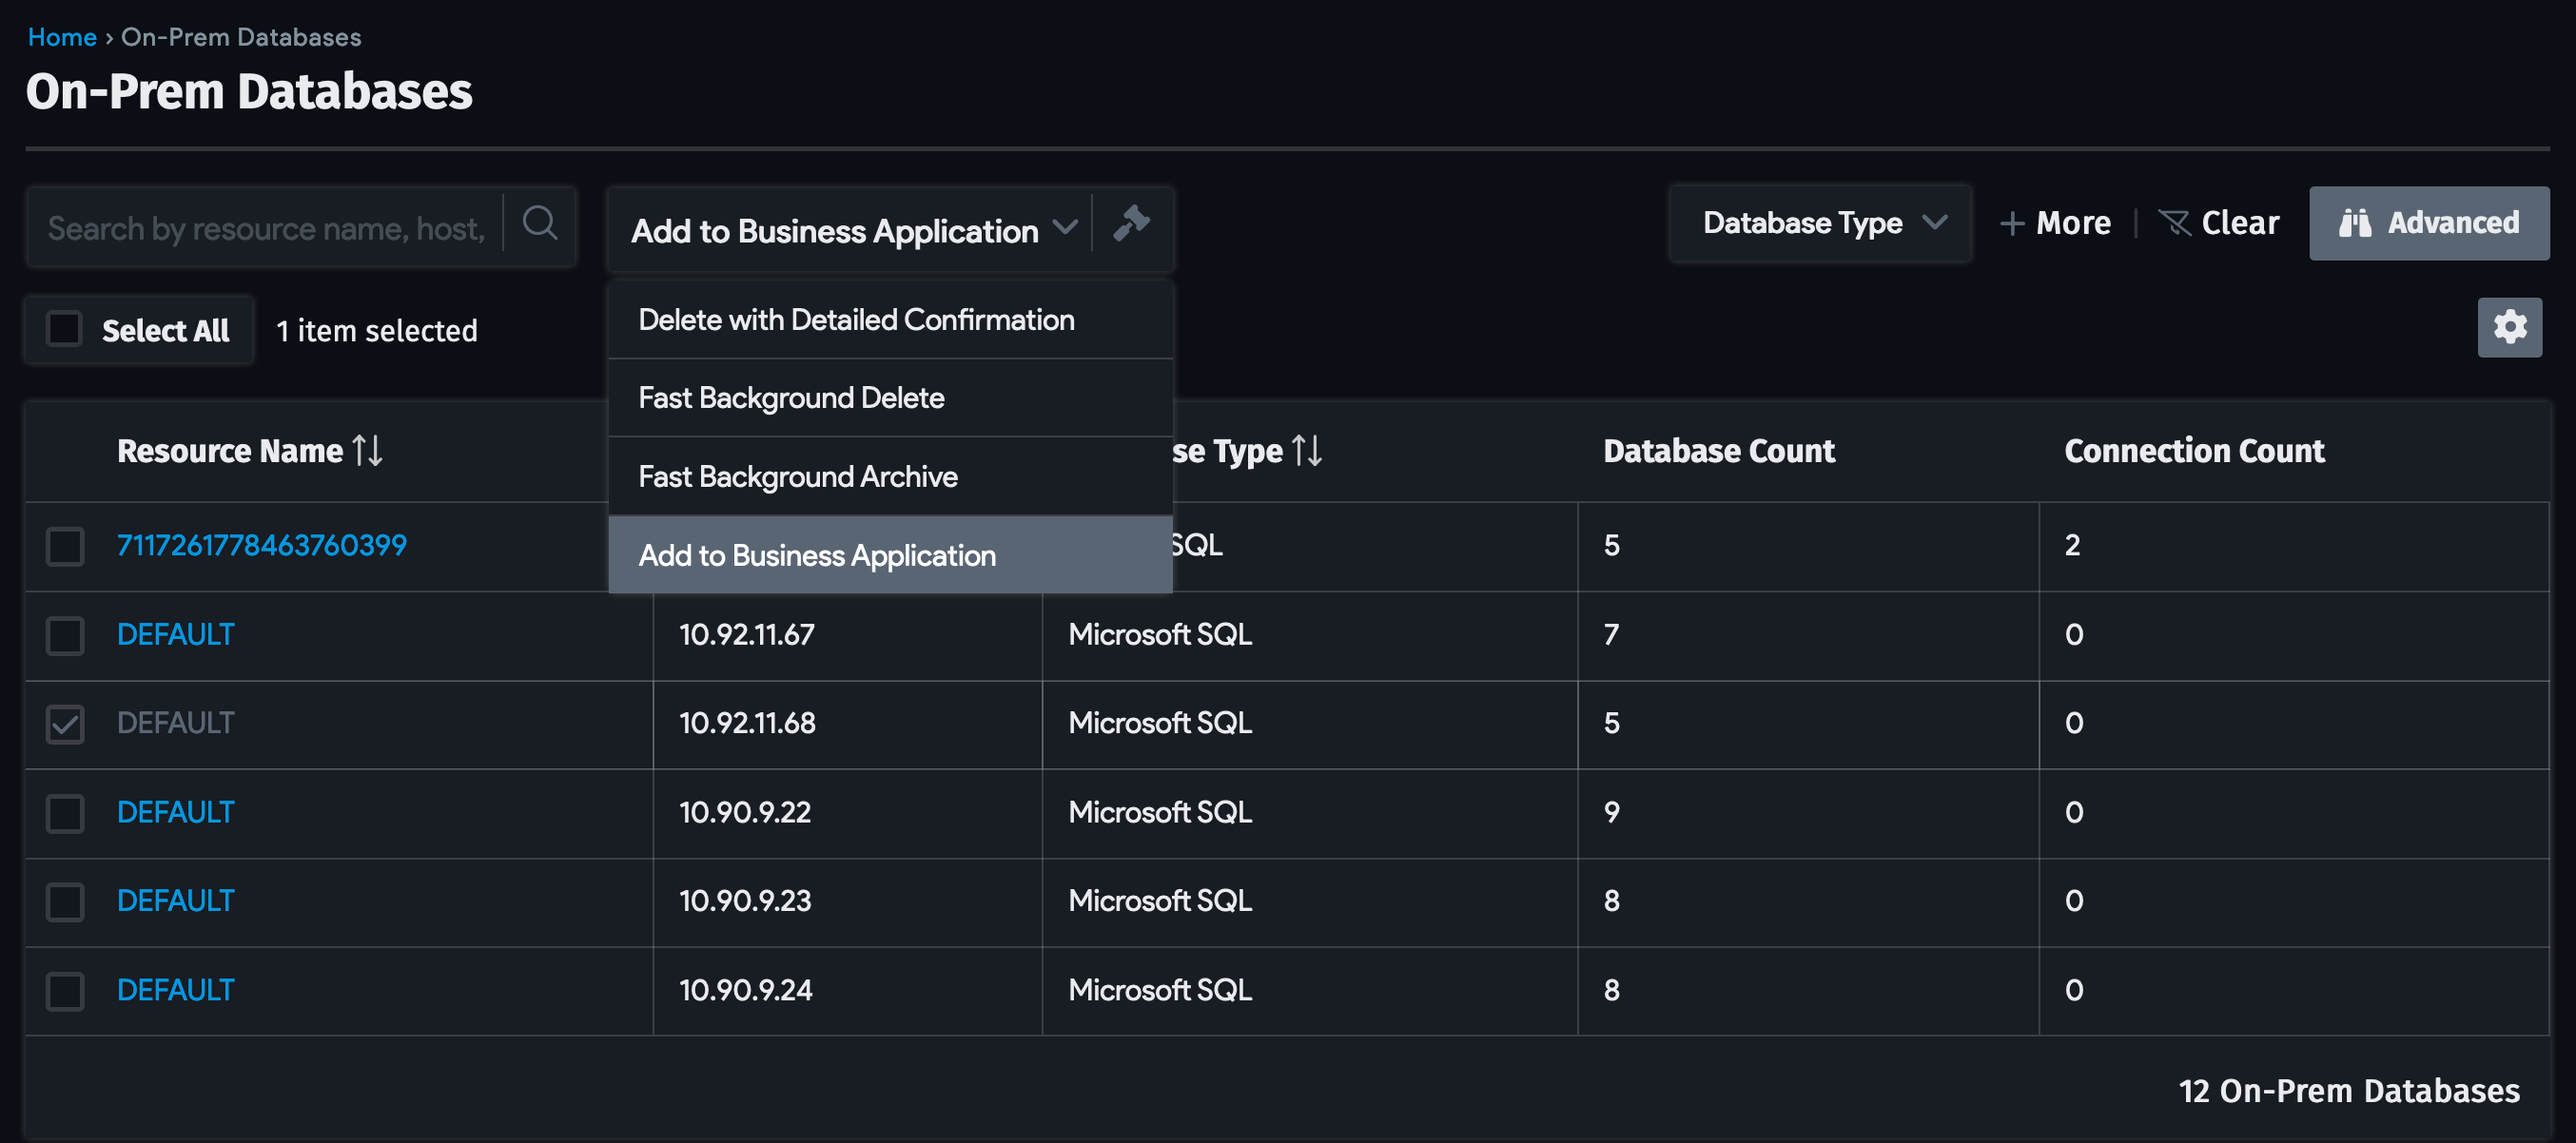 Home › On-Prem Databases
On-Prem Databases
Search by resource name, host,
Add to Business Application
Database Type
+ More
Clear
Advanced
Select All
1 item selected
Delete with Detailed Confirmation
Fast Background Delete
Fast Background Archive
Add to Business Application
Resource Name
se Type
Database Count
Connection Count
7117261778463760399 SQL 5 2
DEFAULT 10.92.11.67 Microsoft SQL 7 0
DEFAULT 10.92.11.68 Microsoft SQL 5 0
DEFAULT 10.90.9.22 Microsoft SQL 9 0
DEFAULT 10.90.9.23 Microsoft SQL 8 0
DEFAULT 10.90.9.24 Microsoft SQL 8 0
12 On-Prem Databases